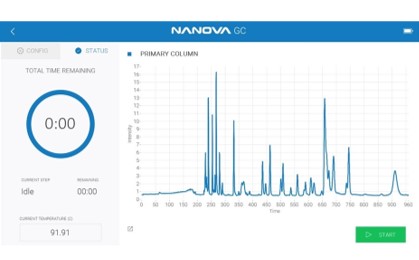 NANOVA GC
CONFIG
STATUS
TOTAL TIME REMAINING
0:00
CURRENT STEP
REMAINING
Idle
00:00
CURRENT TEMPERATURE (C)
91.91
PRIMARY COLUMN
17
16
15
14
13
12
11
10
9
8
7
6
5
4
3
2
1
0
Intensity
0 50 100 150 200 250 300 350 400 450 500 550 600 650 700 750 800 850 900 960
Time
START